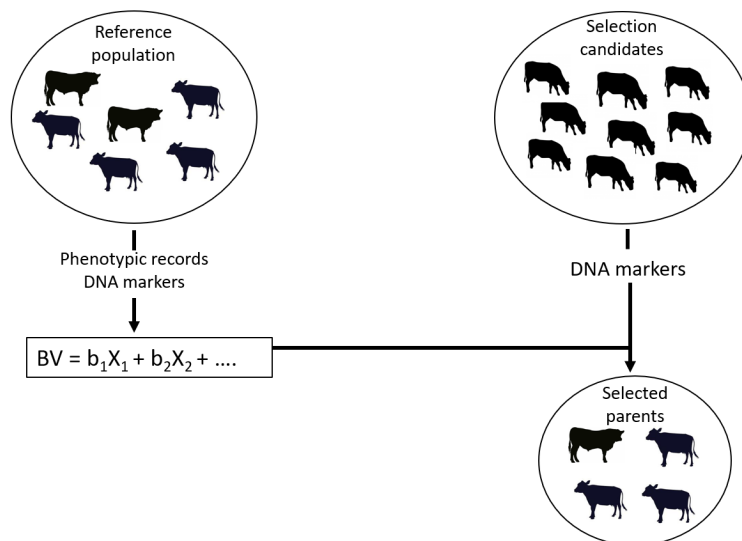 Reference
population
Selection
candidates
Phenotypic records
DNA markers
DNA markers
BV = b₁X₁ + b₂X₂ + ....
Selected
parents